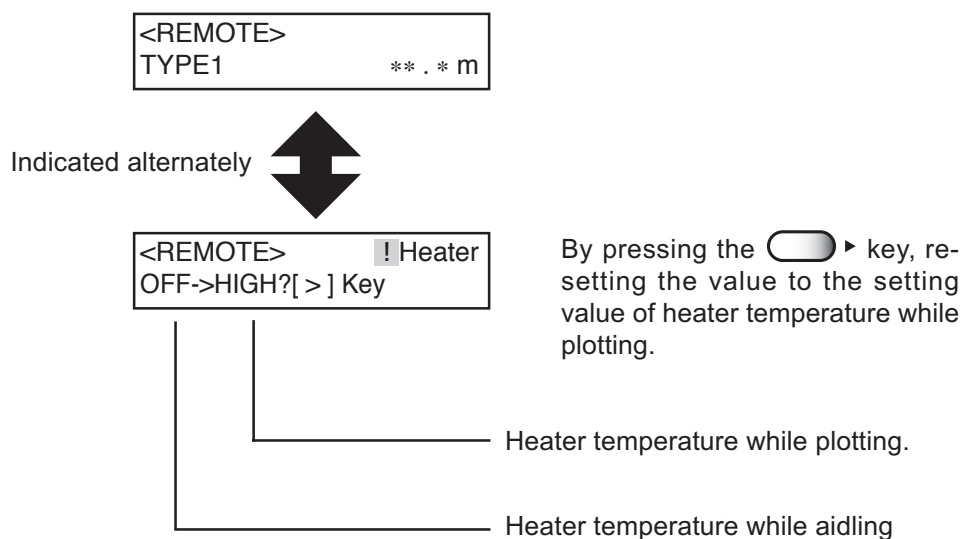 <REMOTE>
TYPE1 ** . * m
Indicated alternately
<REMOTE> ! Heater
OFF->HIGH?[ > ] Key
By pressing the ▸ key, re-
setting the value to the setting
value of heater temperature while
plotting.
Heater temperature while plotting.
Heater temperature while aidling